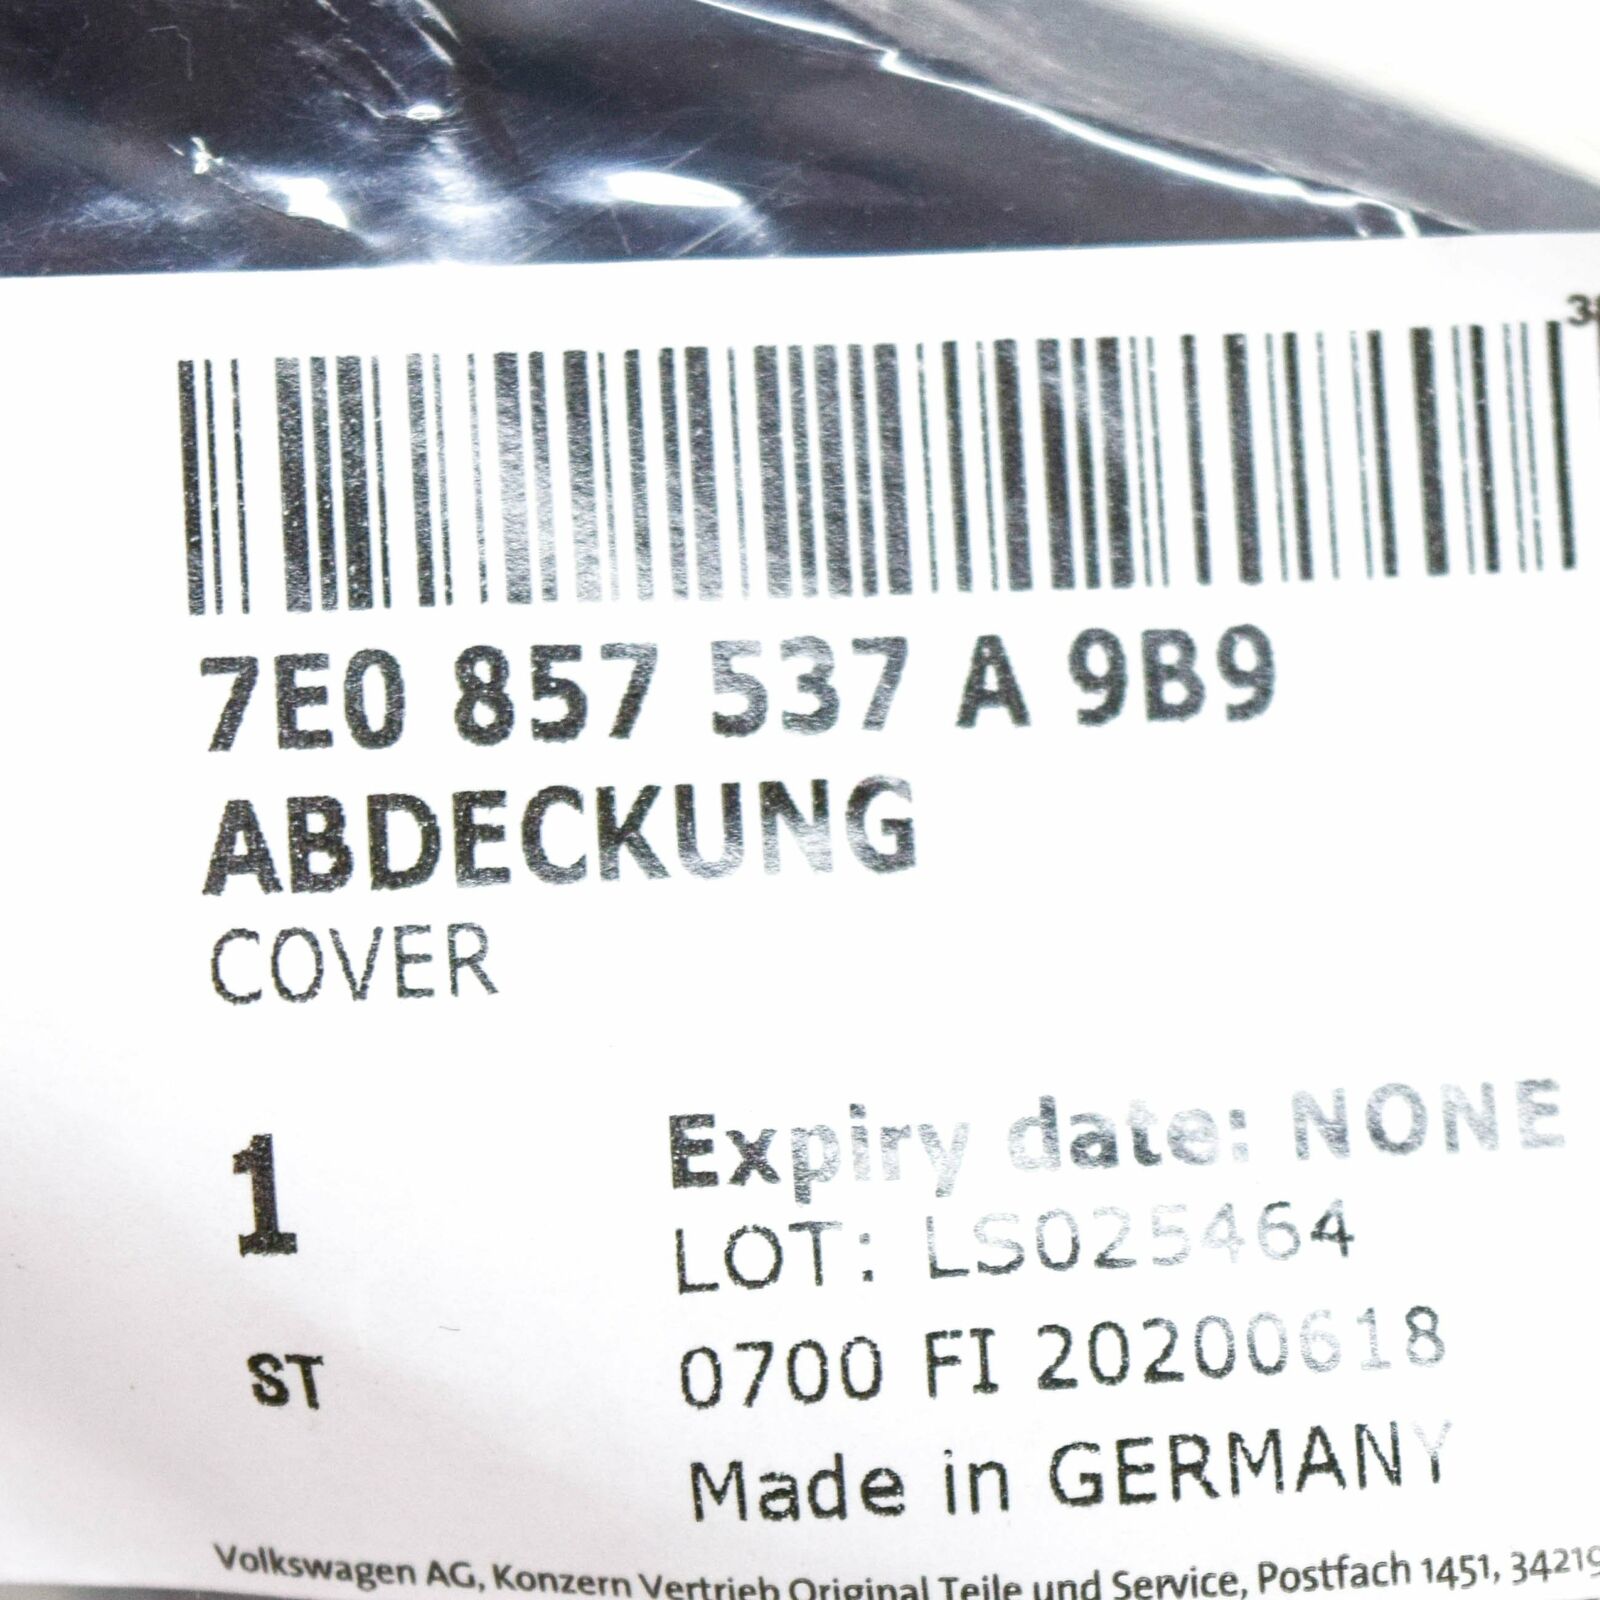 7E0 857 537 A 9B9
ABDECKUNG
COVER
1
Expiry date: NONE
LOT: LS025464
ST
0700 FI 20200618
Made in GERMANY
Volkswagen AG, Konzern Vertrieb Original Teile und Service, Postfach 1451, 34219